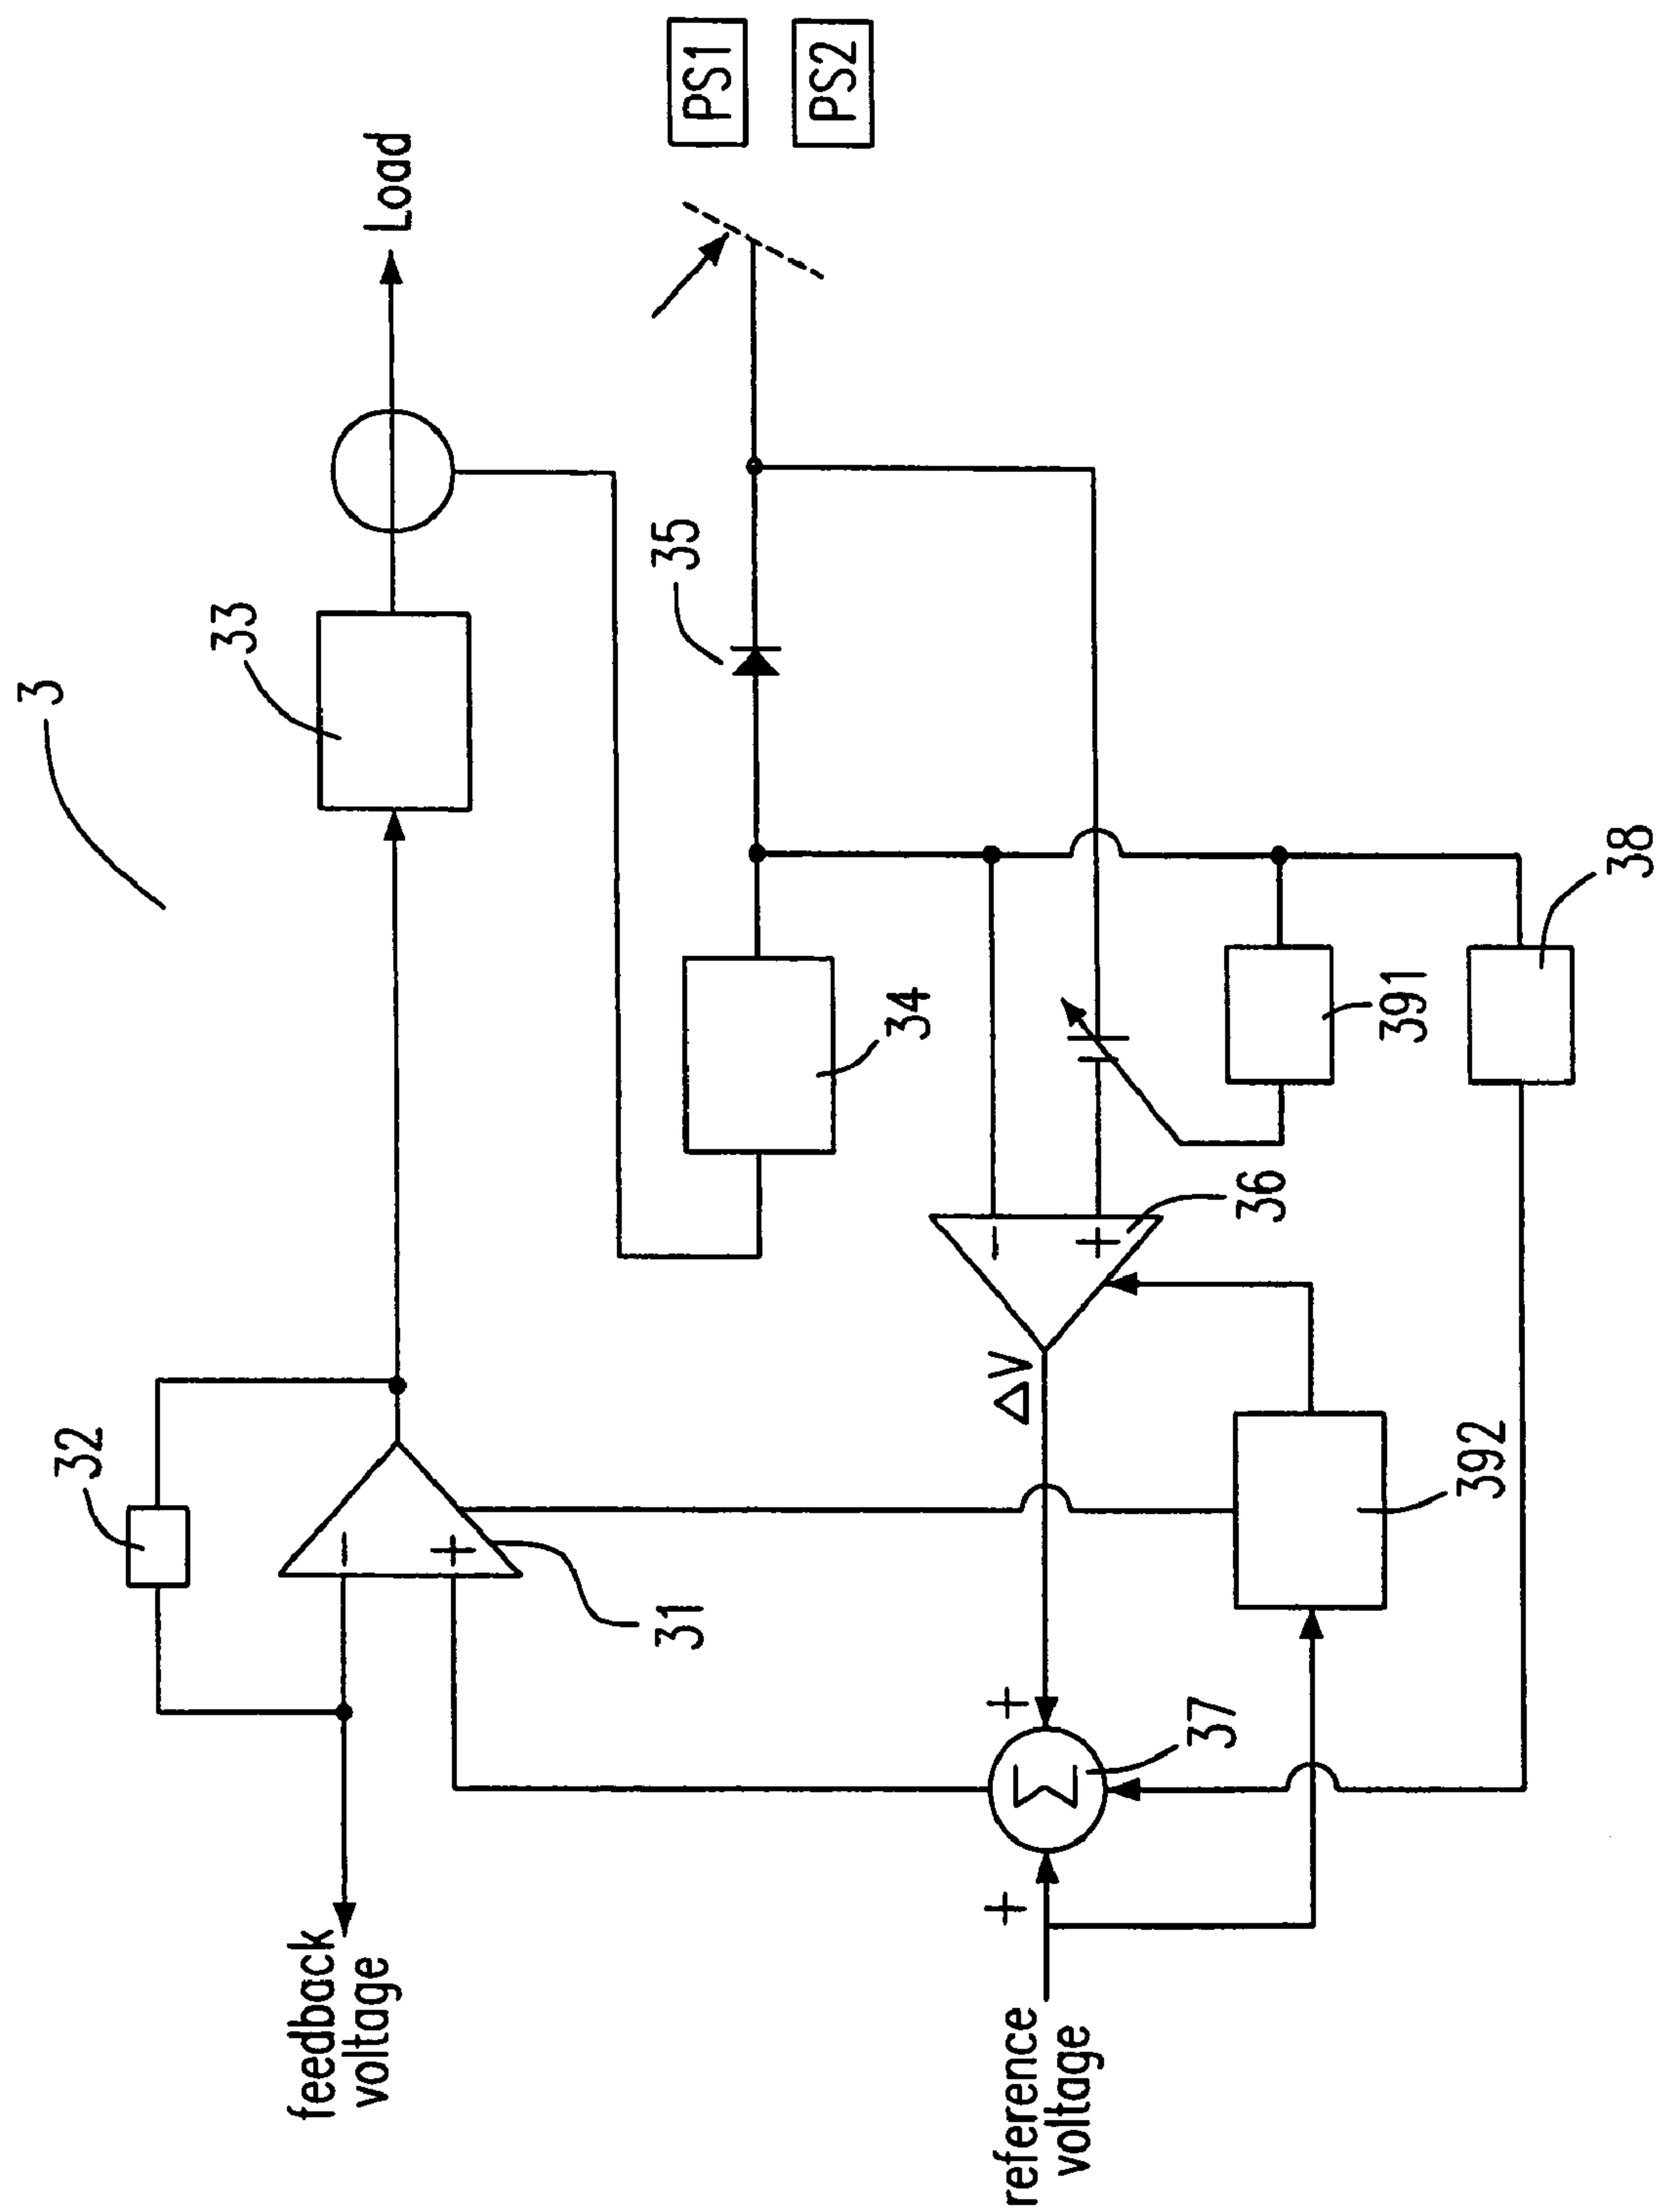 3
32
33
Load
feedback
voltage
31
35
PS1
PS2
34
ΔV
36
391
38
392
37
Σ
reference
voltage
−
+
−
+
+
+